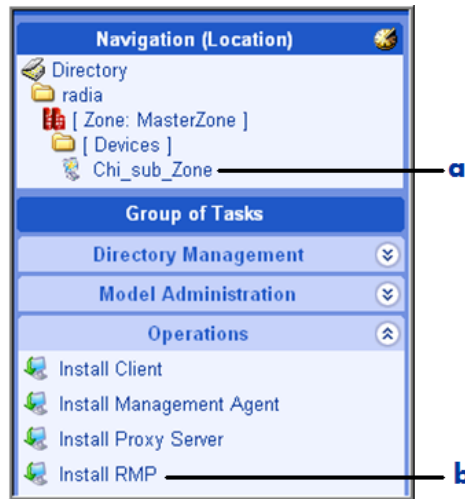 Navigation (Location)
Directory
radia
[ Zone: MasterZone ]
[ Devices ]
Chi_sub_Zone
a
Group of Tasks
Directory Management
Model Administration
Operations
Install Client
Install Management Agent
Install Proxy Server
Install RMP
b